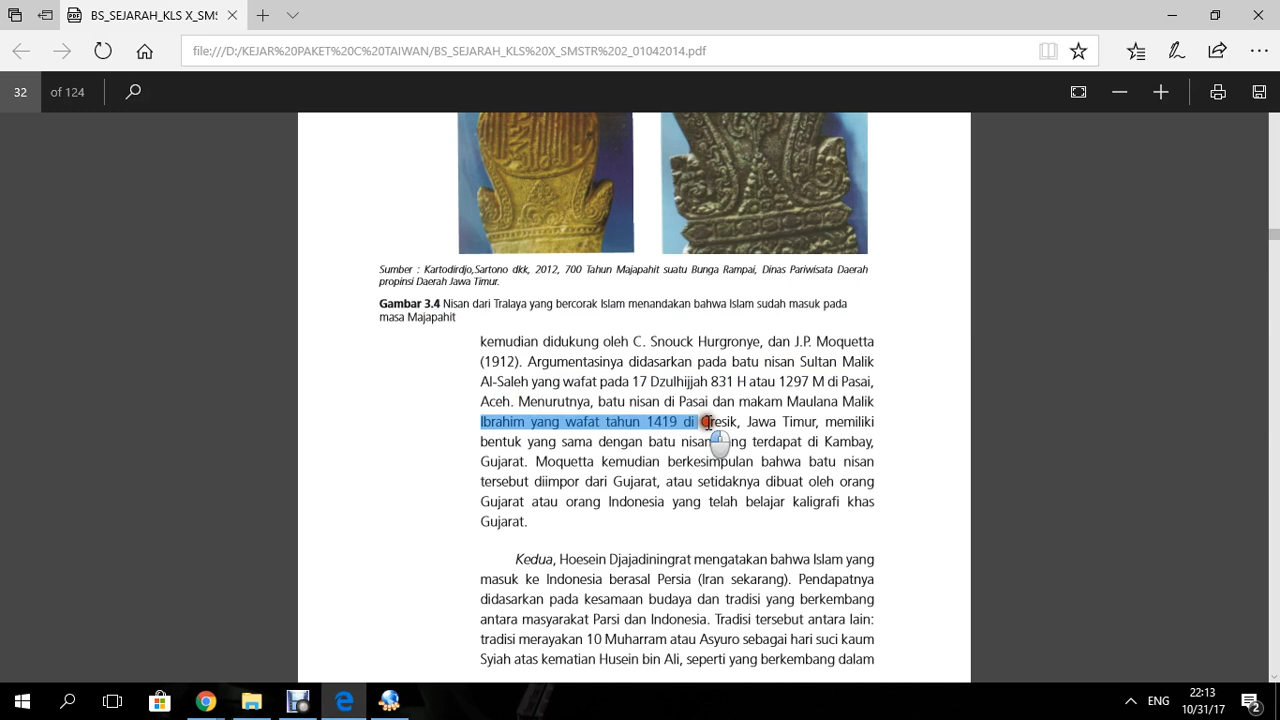 BS_SEJARAH_KLS X_SMS
file:///D:/KEJAR%20PAKET%20C%20TAIWAN/BS_SEJARAH_KLS%20X_SMSTR%202_01042014.pdf
32 of 124
Sumber : Kartodirdjo,Sartono dkk, 2012, 700 Tahun Majapahit suatu Bunga Rampai, Dinas Pariwisata Daerah
propinsi Daerah Jawa Timur.
Gambar 3.4 Nisan dari Tralaya yang bercorak Islam menandakan bahwa Islam sudah masuk pada
masa Majapahit
kemudian didukung oleh C. Snouck Hurgronye, dan J.P. Moquetta
(1912). Argumentasinya didasarkan pada batu nisan Sultan Malik
Al-Saleh yang wafat pada 17 Dzulhijjah 831 H atau 1297 M di Pasai,
Aceh. Menurutnya, batu nisan di Pasai dan makam Maulana Malik
Ibrahim yang wafat tahun 1419 di Gresik, Jawa Timur, memiliki
bentuk yang sama dengan batu nisan yang terdapat di Kambay,
Gujarat. Moquetta kemudian berkesimpulan bahwa batu nisan
tersebut diimpor dari Gujarat, atau setidaknya dibuat oleh orang
Gujarat atau orang Indonesia yang telah belajar kaligrafi khas
Gujarat.
Kedua, Hoesein Djajadiningrat mengatakan bahwa Islam yang
masuk ke Indonesia berasal Persia (Iran sekarang). Pendapatnya
didasarkan pada kesamaan budaya dan tradisi yang berkembang
antara masyarakat Parsi dan Indonesia. Tradisi tersebut antara lain:
tradisi merayakan 10 Muharram atau Asyuro sebagai hari suci kaum
Syiah atas kematian Husein bin Ali, seperti yang berkembang dalam
ENG
22:13
10/31/17
2